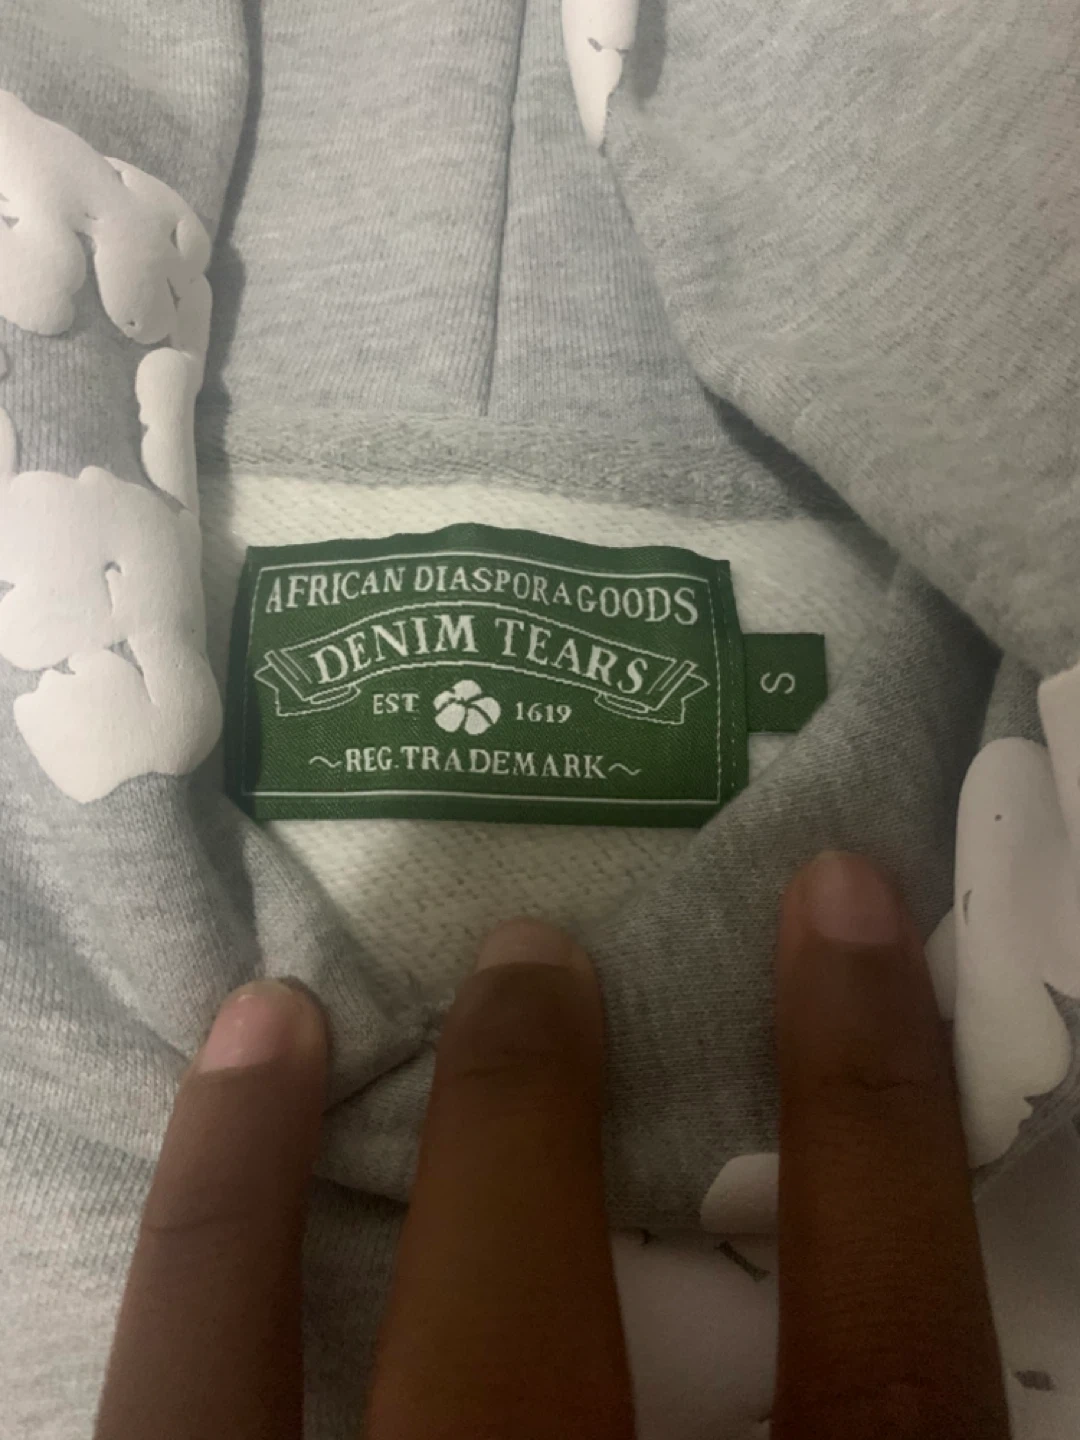 AFRICAN DIASPORA GOODS
DENIM TEARS
EST 1619
~REG. TRADEMARK~
S